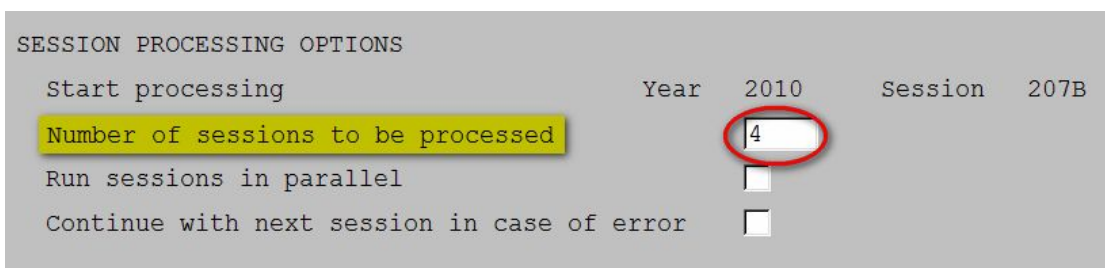 SESSION PROCESSING OPTIONS
Start processing Year 2010 Session 207B
Number of sessions to be processed 4
Run sessions in parallel
Continue with next session in case of error